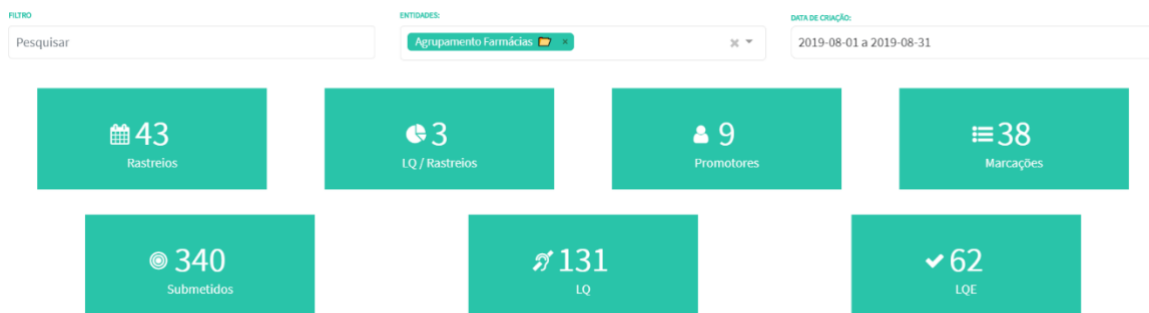 FILTRO
ENTIDADES:
DATA DE CRIAÇÃO:
Pesquisar
Agrupamento Farmácias ×
× 
2019-08-01 a 2019-08-31
43
Rastreios
3
LQ / Rastreios
9
Promotores
38
Marcações
340
Submetidos
131
LQ
62
LQE